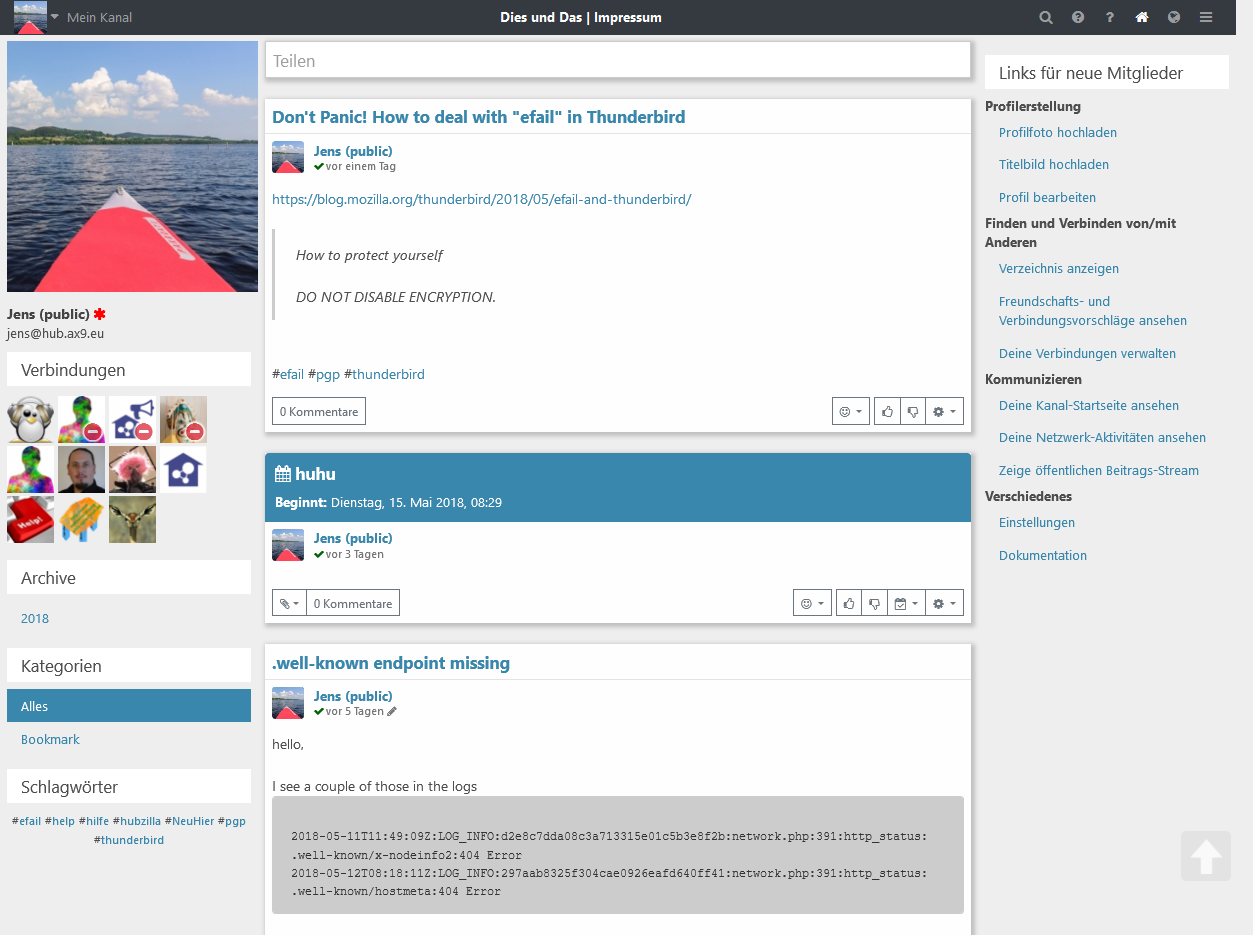 Mein Kanal
Dies und Das | Impressum
Jens (public)
jens@hub.ax9.eu
Verbindungen
Help!
Archive
2018
Kategorien
Alles
Bookmark
Schlagwörter
#efail #help #hilfe #hubzilla #NeuHier #pgp
#thunderbird
Teilen
Don't Panic! How to deal with "efail" in Thunderbird
Jens (public)
vor einem Tag
https://blog.mozilla.org/thunderbird/2018/05/efail-and-thunderbird/
How to protect yourself
DO NOT DISABLE ENCRYPTION.
#efail #pgp #thunderbird
0 Kommentare
huhu
Beginnt: Dienstag, 15. Mai 2018, 08:29
Jens (public)
vor 3 Tagen
0 Kommentare
.well-known endpoint missing
Jens (public)
vor 5 Tagen
hello,
I see a couple of those in the logs
2018-05-11T11:49:09Z:LOG_INFO:d2e8c7dda08c3a713315e01c5b3e8f2b:network.php:391:http_status:
.well-known/x-nodeinfo2:404 Error
2018-05-12T08:18:11Z:LOG_INFO:297aab8325f304cae0926eafd640ff41:network.php:391:http_status:
.well-known/hostmeta:404 Error
Links für neue Mitglieder
Profilerstellung
Profilfoto hochladen
Titelbild hochladen
Profil bearbeiten
Finden und Verbinden von/mit
Anderen
Verzeichnis anzeigen
Freundschafts- und
Verbindungsvorschläge ansehen
Deine Verbindungen verwalten
Kommunizieren
Deine Kanal-Startseite ansehen
Deine Netzwerk-Aktivitäten ansehen
Zeige öffentlichen Beitrags-Stream
Verschiedenes
Einstellungen
Dokumentation